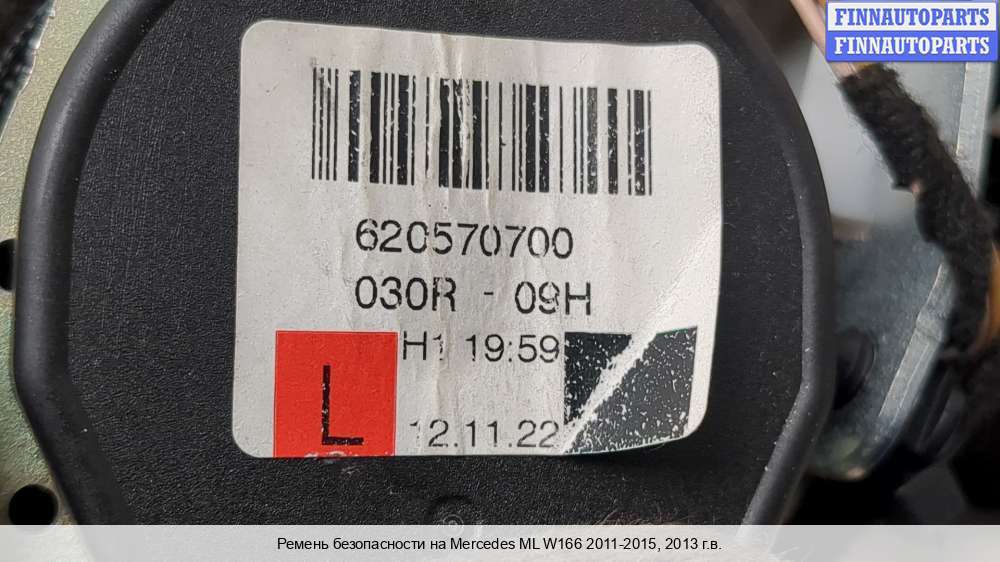 FINNAUTOPARTS
FINNAUTOPARTS
620570700
030R - 09H
H1 19:59
L
12.11.22
Ремень безопасности на Mercedes ML W166 2011-2015, 2013 г.в.